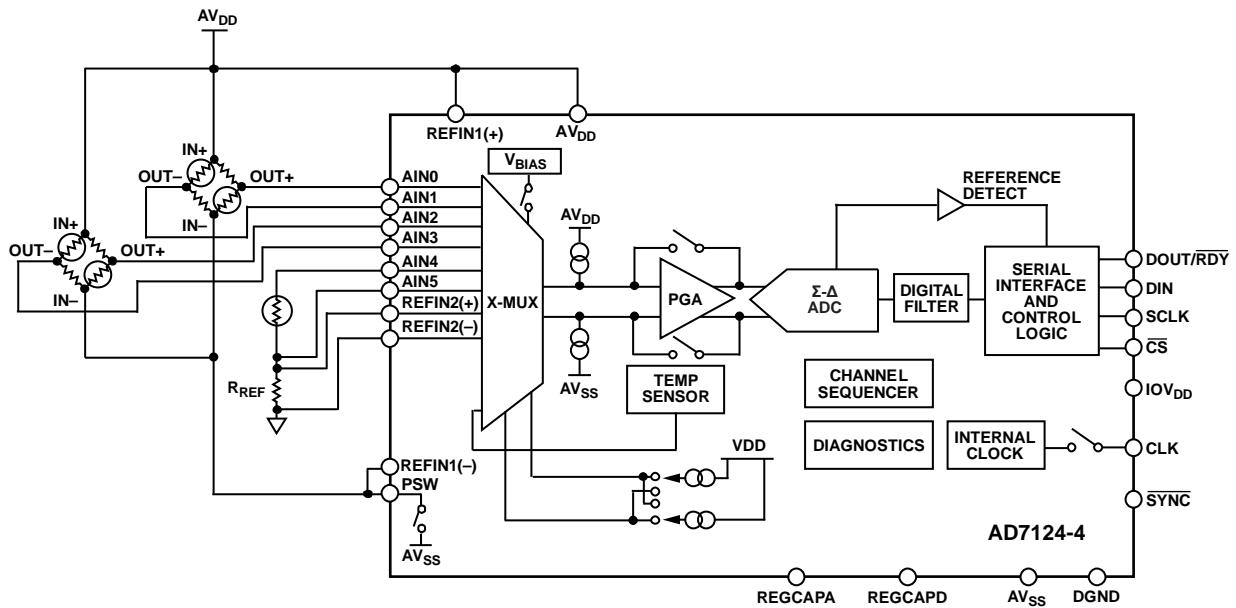 AVDD
REFIN1(+)
AVDD
VBIAS
IN+
OUT–
OUT+
IN–
IN+
OUT–
OUT+
IN–
AIN0
AIN1
AIN2
AIN3
AIN4
AIN5
REFIN2(+)
REFIN2(–)
RREF
REFIN1(–)
PSW
AVSS
X-MUX
AVDD
AVSS
PGA
TEMP
SENSOR
VDD
Σ-Δ
ADC
REFERENCE
DETECT
DIGITAL
FILTER
SERIAL
INTERFACE
AND
CONTROL
LOGIC
CHANNEL
SEQUENCER
DIAGNOSTICS
INTERNAL
CLOCK
DOUT/RDY
DIN
SCLK
CS
IOVDD
CLK
SYNC
AD7124-4
REGCAPA
REGCAPD
AVSS
DGND